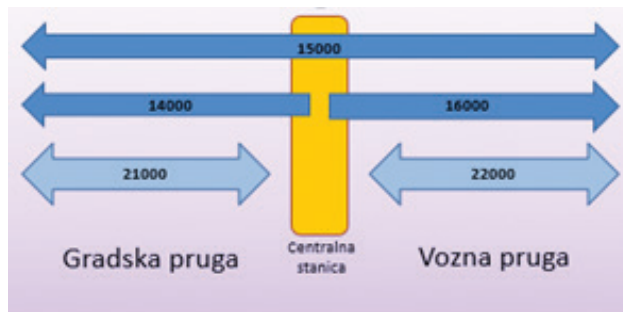 15000
14000
16000
21000
22000
Gradska pruga
Centralna
stanica
Vozna pruga